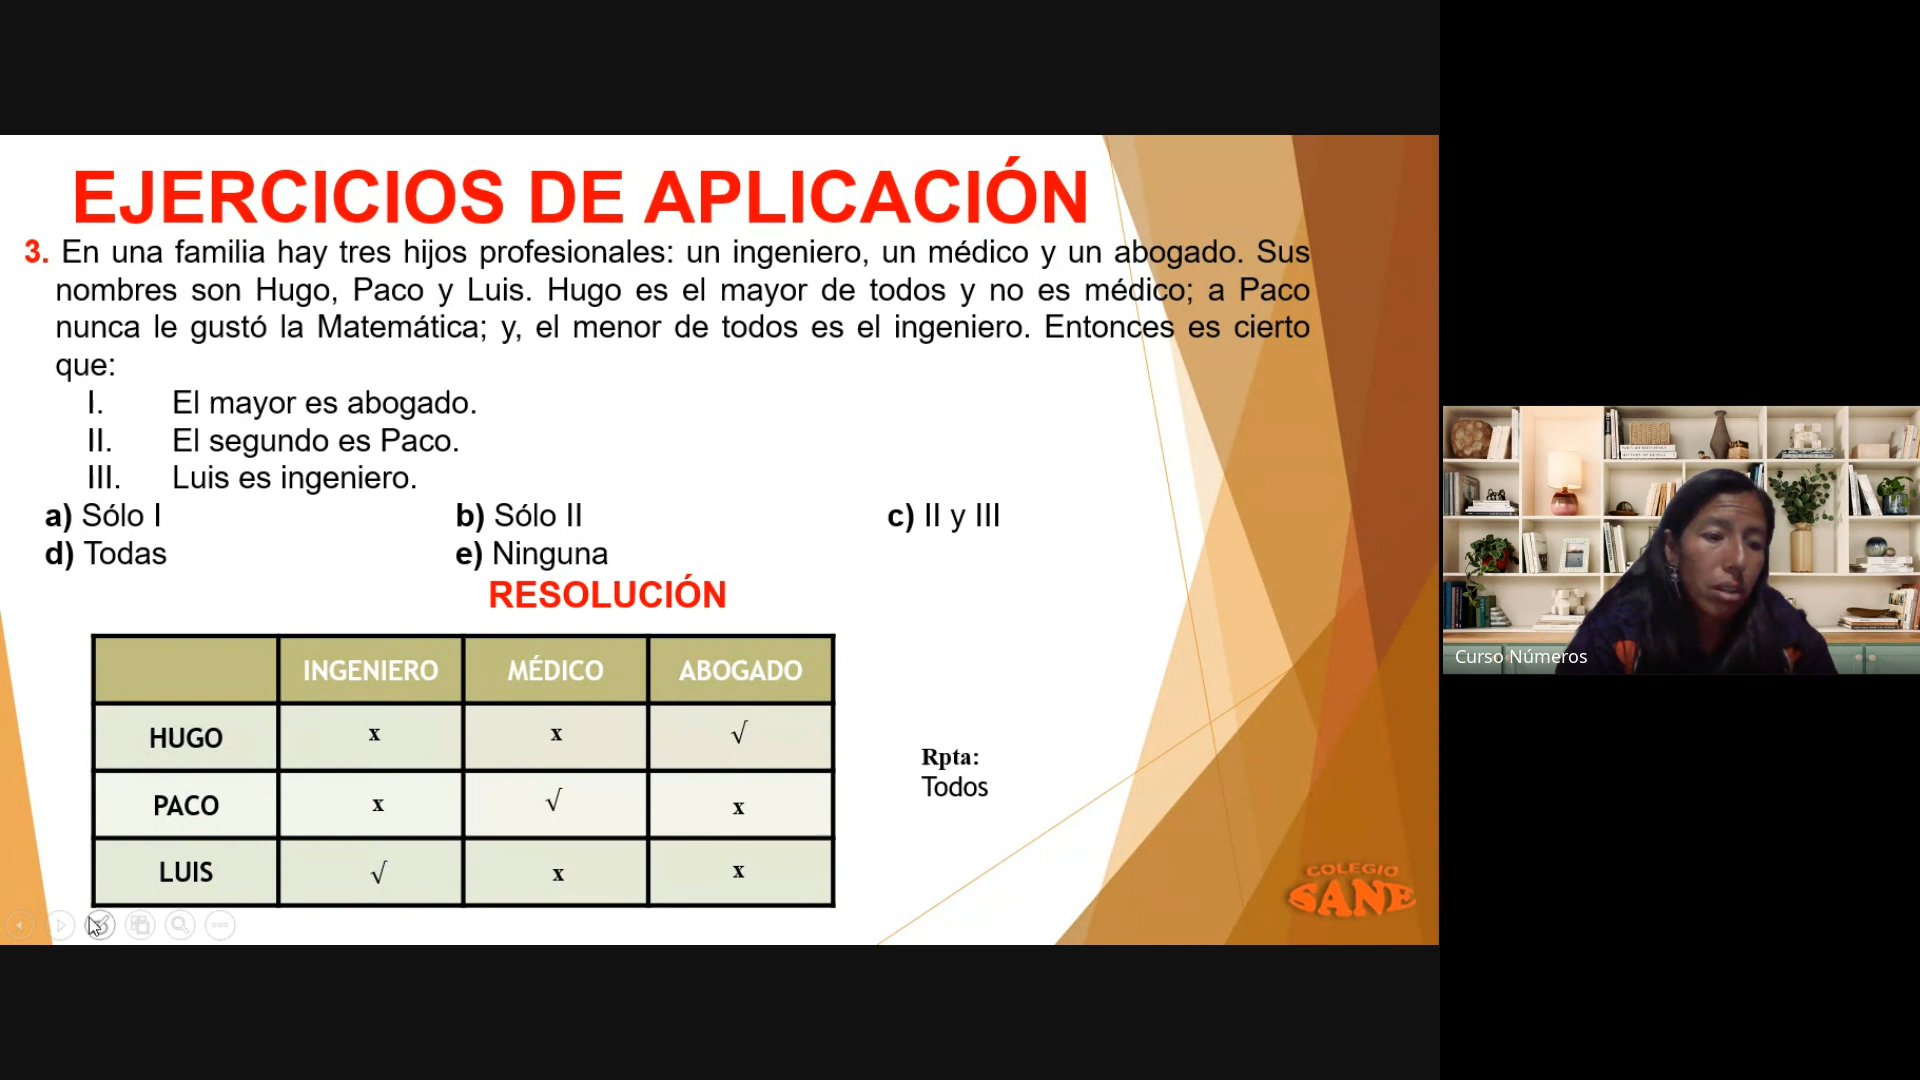 EJERCICIOS DE APLICACIÓN
3. En una familia hay tres hijos profesionales: un ingeniero, un médico y un abogado. Sus
nombres son Hugo, Paco y Luis. Hugo es el mayor de todos y no es médico; a Paco
nunca le gustó la Matemática; y, el menor de todos es el ingeniero. Entonces es cierto
que:
I. El mayor es abogado.
II. El segundo es Paco.
III. Luis es ingeniero.
a) Sólo I b) Sólo II c) II y III
d) Todas e) Ninguna
RESOLUCIÓN
INGENIERO MÉDICO ABOGADO
HUGO x x √
PACO x √ x
LUIS √ x x
Rpta:
Todos
COLEGIO
SANE
Curso Números